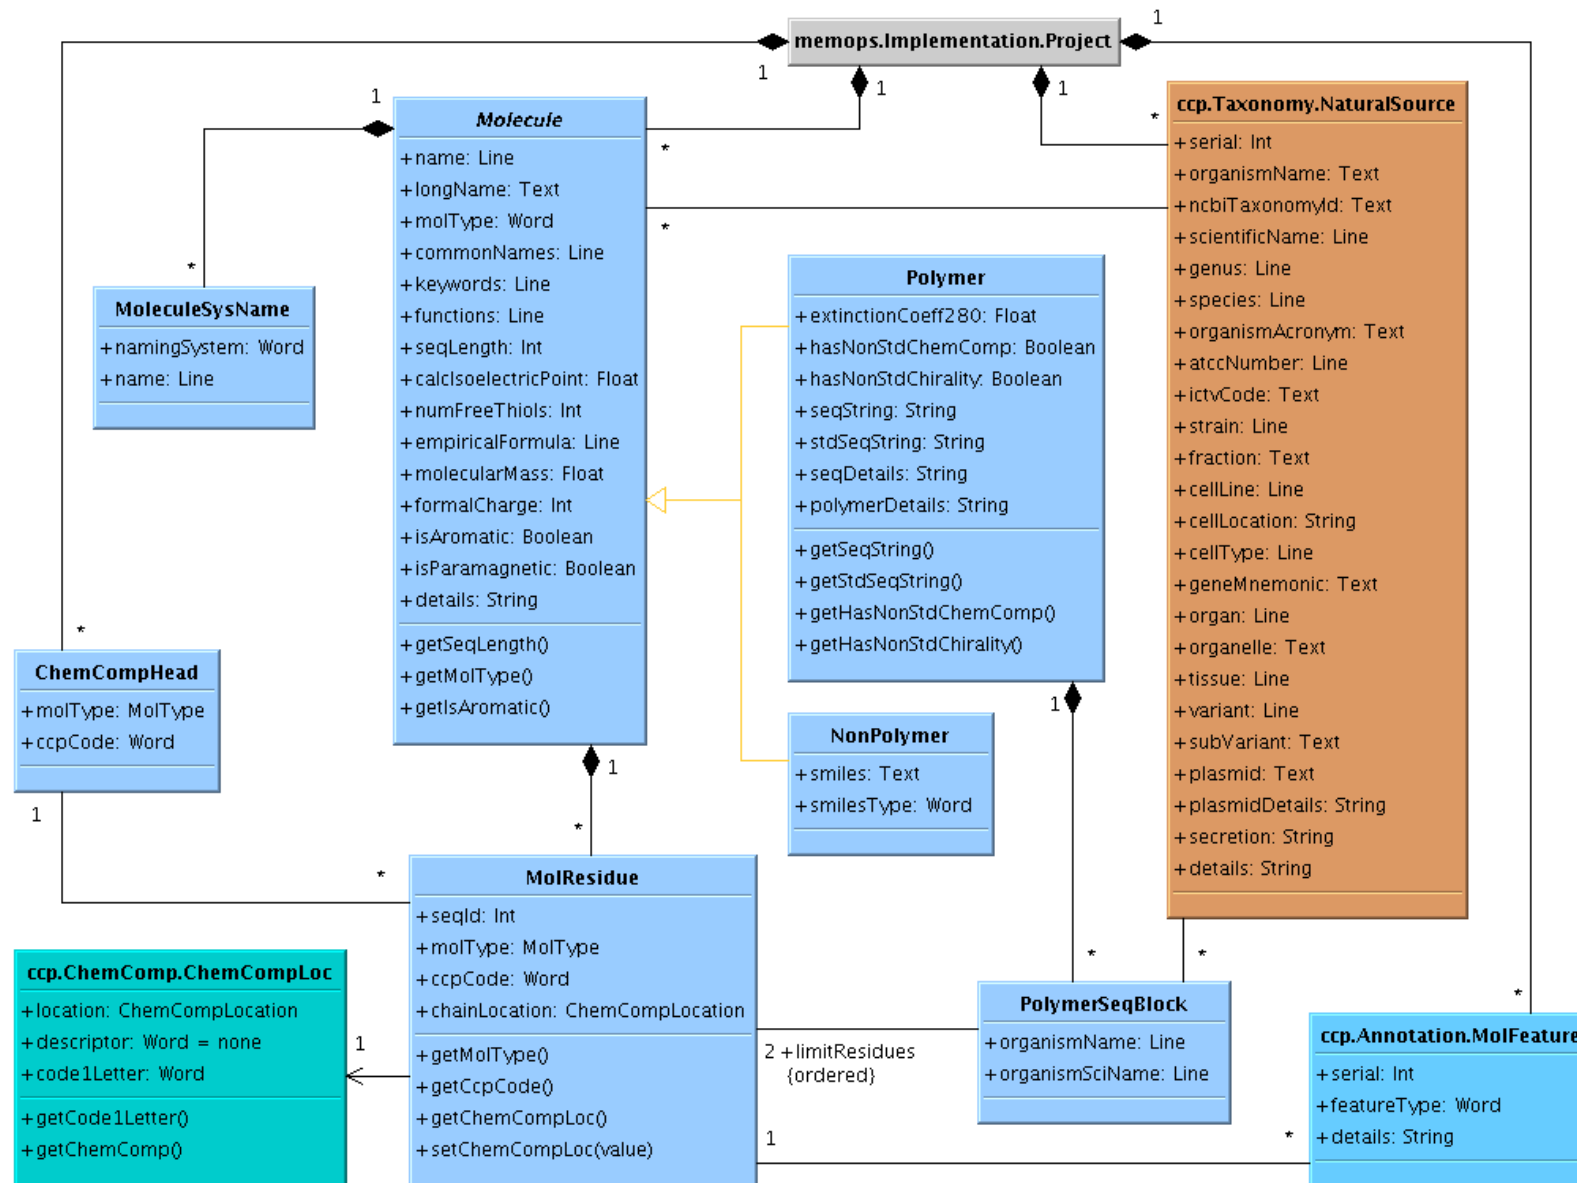 memops.Implementation.Project
1
1
1
1
*
*
*
Molecule
+name: Line
+longName: Text
+molType: Word
+commonNames: Line
+keywords: Line
+functions: Line
+seqLength: Int
+calcIsoelectricPoint: Float
+numFreeThiols: Int
+empiricalFormula: Line
+molecularMass: Float
+formalCharge: Int
+isAromatic: Boolean
+isParamagnetic: Boolean
+details: String
+getSeqLength()
+getMolType()
+getIsAromatic()
1
*
MoleculeSysName
+namingSystem: Word
+name: Line
Polymer
+extinctionCoeff280: Float
+hasNonStdChemComp: Boolean
+hasNonStdChirality: Boolean
+seqString: String
+stdSeqString: String
+seqDetails: String
+polymerDetails: String
+getSeqString()
+getStdSeqString()
+getHasNonStdChemComp()
+getHasNonStdChirality()
ccp.Taxonomy.NaturalSource
+serial: Int
+organismName: Text
+ncbiTaxonomyId: Text
+scientificName: Line
+genus: Line
+species: Line
+organismAcronym: Text
+atccNumber: Line
+ictvCode: Text
+strain: Line
+fraction: Text
+cellLine: Line
+cellLocation: String
+cellType: Line
+geneMnemonic: Text
+organ: Line
+organelle: Text
+tissue: Line
+variant: Line
+subVariant: Text
+plasmid: Text
+plasmidDetails: String
+secretion: String
+details: String
*
ChemCompHead
+molType: MolType
+ccpCode: Word
1
*
NonPolymer
+smiles: Text
+smilesType: Word
1
*
1
*
*
MolResidue
+seqId: Int
+molType: MolType
+ccpCode: Word
+chainLocation: ChemCompLocation
+getMolType()
+getCcpCode()
+getChemCompLoc()
+setChemCompLoc(value)
ccp.ChemComp.ChemCompLoc
+location: ChemCompLocation
+descriptor: Word = none
+code1Letter: Word
+getCode1Letter()
+getChemComp()
1
2 +limitResidues
{ordered}
PolymerSeqBlock
+organismName: Line
+organismSciName: Line
1
*
*
ccp.Annotation.MolFeature
+serial: Int
+featureType: Word
+details: String